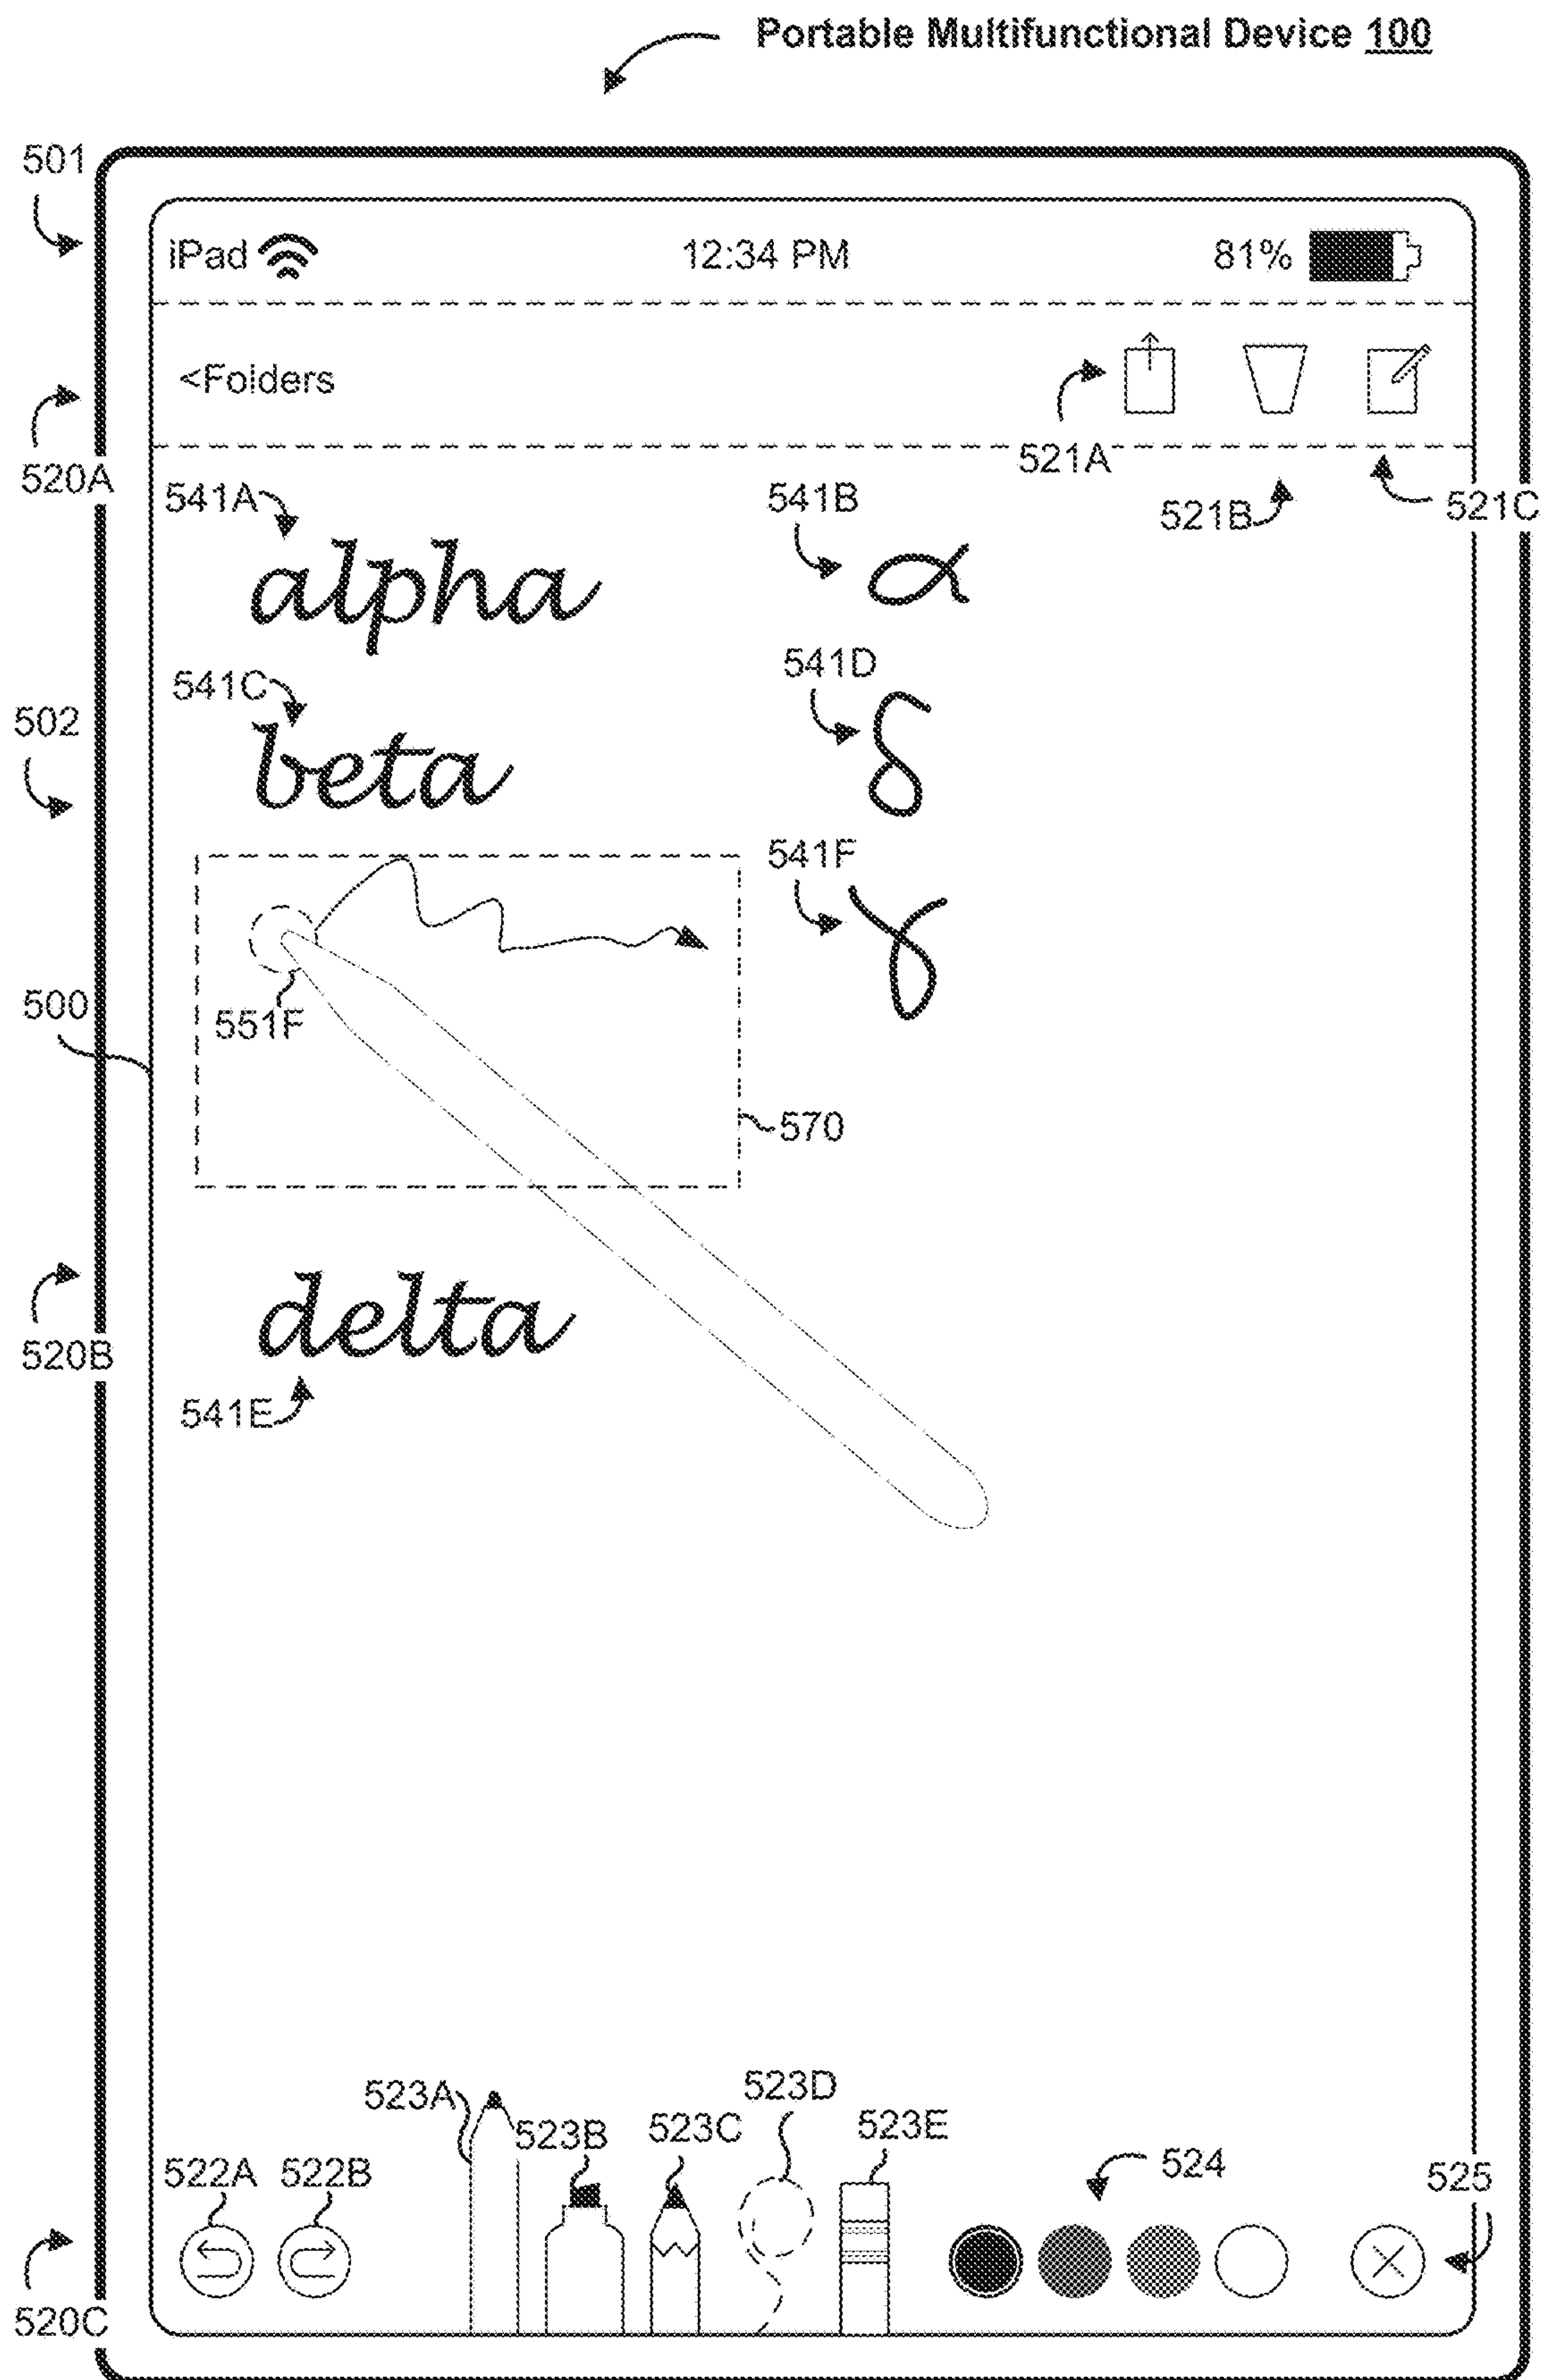 Portable Multifunctional Device 100
501
iPad 12:34 PM 81%
<Folders
520A
521A
521B
521C
541A
541B
alpha α
541C
541D
502
beta δ
541F
γ
551F
500
570
520B
delta
541E
523A
523B
523C
523D
523E
522A 522B
524
525
520C